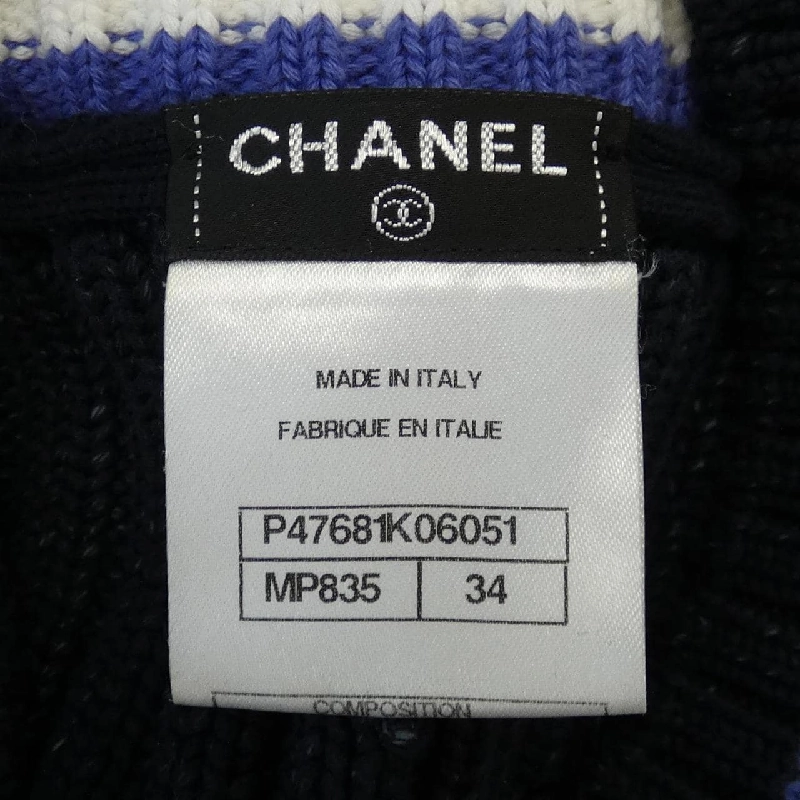 CHANEL
MADE IN ITALY
FABRIQUE EN ITALIE
P47681K06051
MP835 34
COMPOSITION